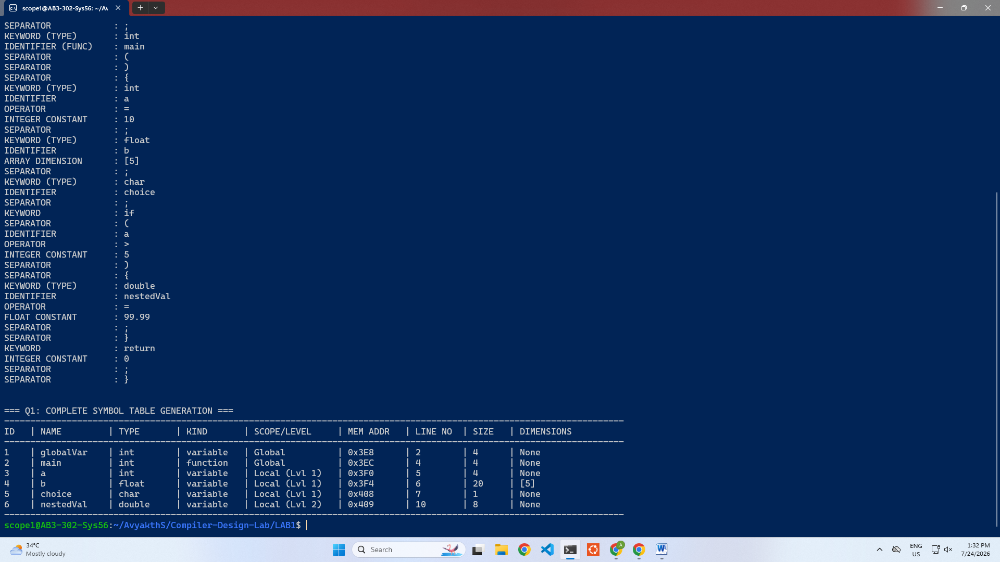 scope1@AB3-302-Sys56: ~/Av
SEPARATOR : ;
KEYWORD (TYPE) : int
IDENTIFIER (FUNC) : main
SEPARATOR : (
SEPARATOR : )
SEPARATOR : {
KEYWORD (TYPE) : int
IDENTIFIER : a
OPERATOR : =
INTEGER CONSTANT : 10
SEPARATOR : ;
KEYWORD (TYPE) : float
IDENTIFIER : b
ARRAY DIMENSION : [5]
SEPARATOR : ;
KEYWORD (TYPE) : char
IDENTIFIER : choice
SEPARATOR : ;
KEYWORD : if
SEPARATOR : (
IDENTIFIER : a
OPERATOR : >
INTEGER CONSTANT : 5
SEPARATOR : )
SEPARATOR : {
KEYWORD (TYPE) : double
IDENTIFIER : nestedVal
OPERATOR : =
FLOAT CONSTANT : 99.99
SEPARATOR : ;
SEPARATOR : }
KEYWORD : return
INTEGER CONSTANT : 0
SEPARATOR : ;
SEPARATOR : }
=== Q1: COMPLETE SYMBOL TABLE GENERATION ===
-----------------------------------------------------------------------------------------------------------------------
ID | NAME | TYPE | KIND | SCOPE/LEVEL | MEM ADDR | LINE NO | SIZE | DIMENSIONS
-----------------------------------------------------------------------------------------------------------------------
1 | globalVar | int | variable | Global | 0x3E8 | 2 | 4 | None
2 | main | int | function | Global | 0x3EC | 4 | 4 | None
3 | a | int | variable | Local (Lvl 1) | 0x3F0 | 5 | 4 | None
4 | b | float | variable | Local (Lvl 1) | 0x3F4 | 6 | 20 | [5]
5 | choice | char | variable | Local (Lvl 1) | 0x408 | 7 | 1 | None
6 | nestedVal | double | variable | Local (Lvl 2) | 0x409 | 10 | 8 | None
-----------------------------------------------------------------------------------------------------------------------
scope1@AB3-302-Sys56:~/AvyakthS/Compiler-Design-Lab/LAB1$
34°C
Mostly cloudy
Search
A
ENG
US
1:32 PM
7/24/2026